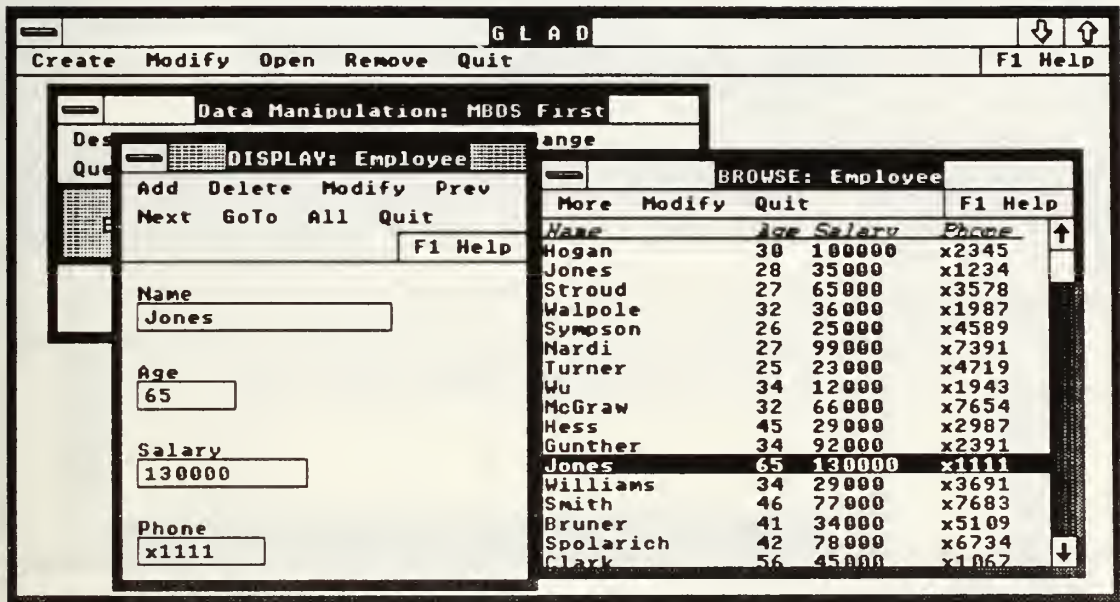 G L A D
Create Modify Open Remove Quit F1 Help
Data Manipulation: MBDS First
Des ange
Que
E
DISPLAY: Employee
Add Delete Modify Prev
Next GoTo All Quit
F1 Help
Name
Jones
Age
65
Salary
130000
Phone
x1111
BROWSE: Employee
More Modify Quit F1 Help
Name Age Salary Phone
Hogan 30 100000 x2345
Jones 28 35000 x1234
Stroud 27 65000 x3578
Walpole 32 36000 x1987
Sympson 26 25000 x4589
Nardi 27 99000 x7391
Turner 25 23000 x4719
Wu 34 12000 x1943
McGraw 32 66000 x7654
Hess 45 29000 x2987
Gunther 34 92000 x2391
Jones 65 130000 x1111
Williams 34 29000 x3691
Smith 46 77000 x7683
Bruner 41 34000 x5109
Spolarich 42 78000 x6734
Clark 56 45000 x1067